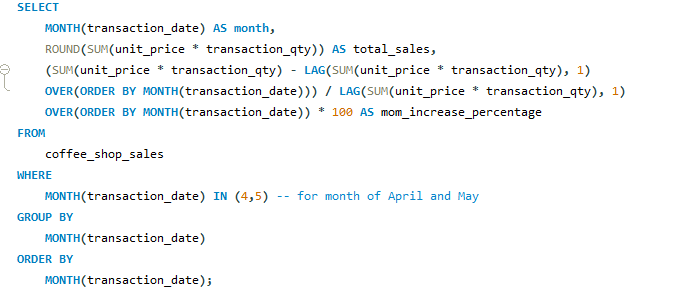 SELECT
MONTH(transaction_date) AS month,
ROUND(SUM(unit_price * transaction_qty)) AS total_sales,
(SUM(unit_price * transaction_qty) - LAG(SUM(unit_price * transaction_qty), 1)
OVER(ORDER BY MONTH(transaction_date))) / LAG(SUM(unit_price * transaction_qty), 1)
OVER(ORDER BY MONTH(transaction_date)) * 100 AS mom_increase_percentage
FROM
coffee_shop_sales
WHERE
MONTH(transaction_date) IN (4,5) -- for month of April and May
GROUP BY
MONTH(transaction_date)
ORDER BY
MONTH(transaction_date);